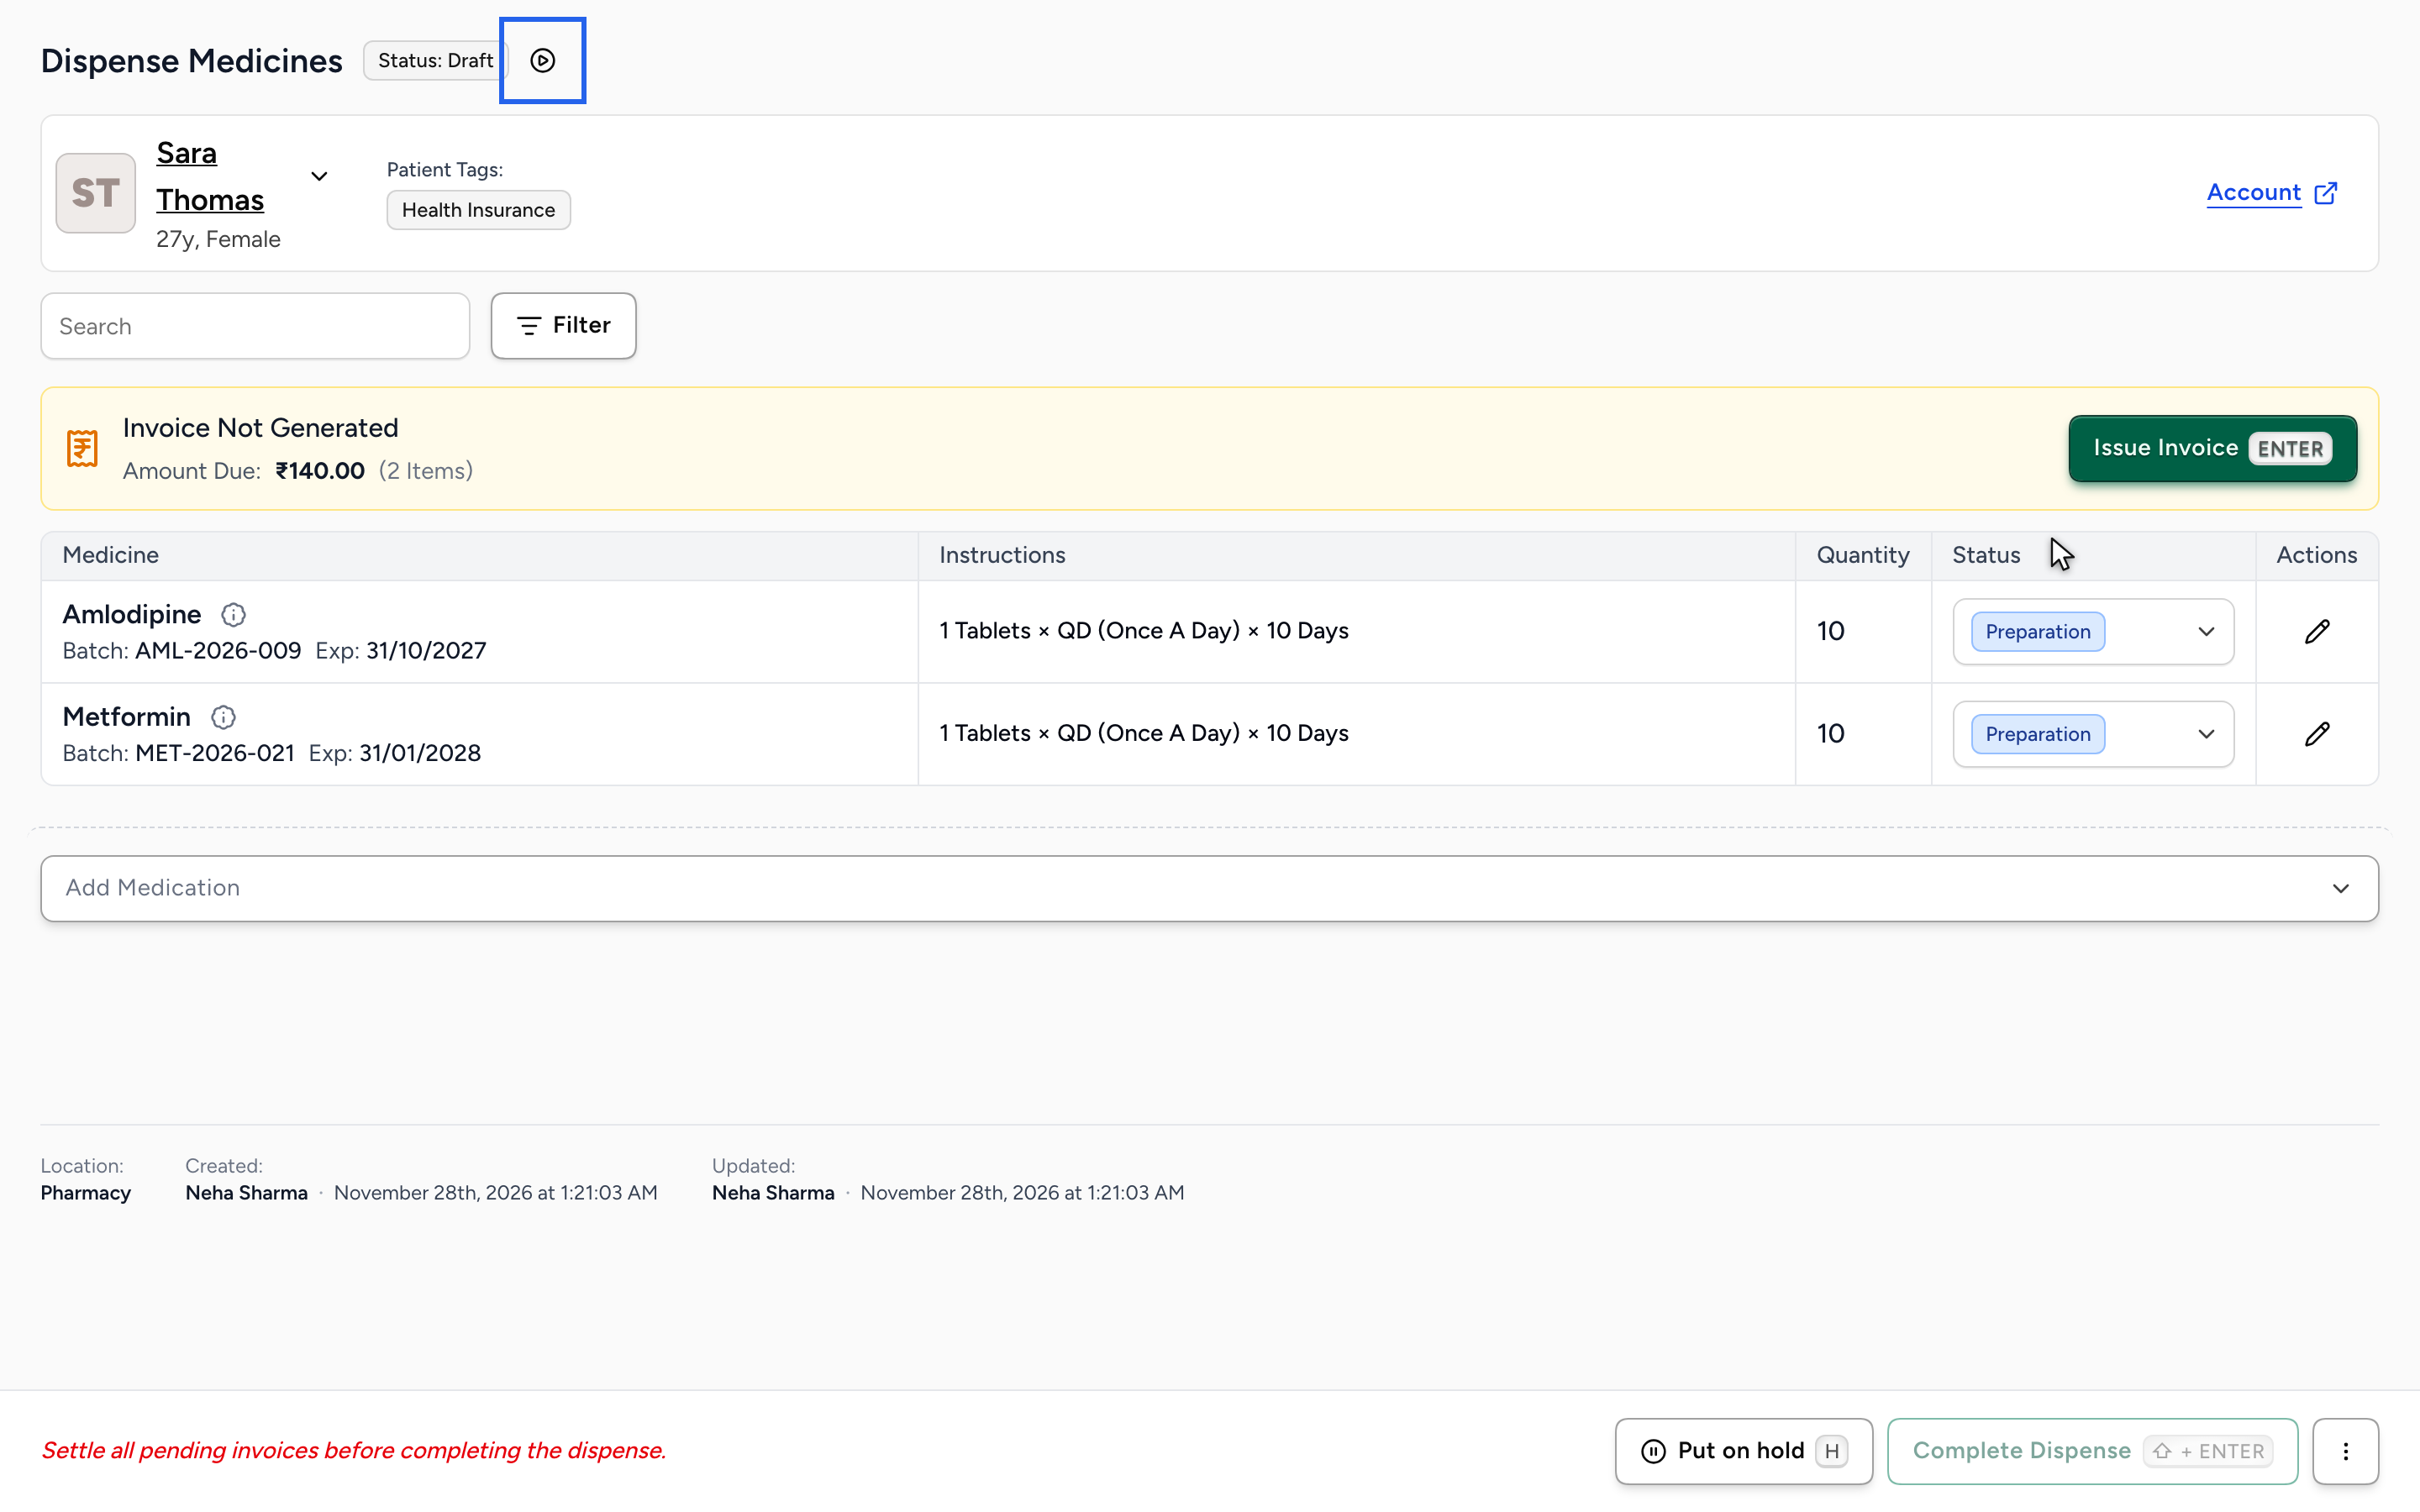 Dispense Medicines
Status: Draft
ST
Sara
Thomas
27y, Female
Patient Tags:
Health Insurance
Account
Search
Filter
Invoice Not Generated
Amount Due: ₹140.00 (2 Items)
Issue Invoice ENTER
Medicine Instructions Quantity Status Actions
Amlodipine
Batch: AML-2026-009 Exp: 31/10/2027
1 Tablets × QD (Once A Day) × 10 Days
10
Preparation
Metformin
Batch: MET-2026-021 Exp: 31/01/2028
1 Tablets × QD (Once A Day) × 10 Days
10
Preparation
Add Medication
Location:
Pharmacy
Created:
Neha Sharma · November 28th, 2026 at 1:21:03 AM
Updated:
Neha Sharma · November 28th, 2026 at 1:21:03 AM
Settle all pending invoices before completing the dispense.
Put on hold H
Complete Dispense ⇧ + ENTER